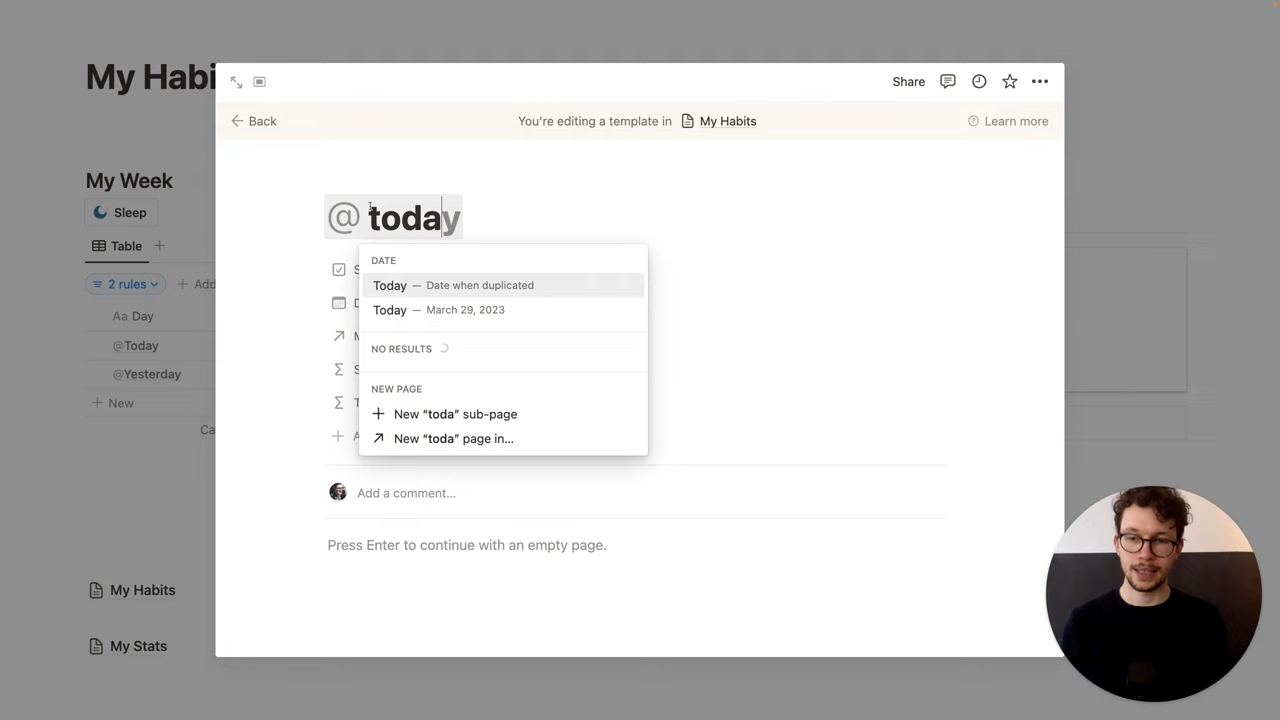 My Habi
Share
Back
You're editing a template in My Habits
Learn more
My Week
Sleep
@today
Table
DATE
2 rules
Add
Today — Date when duplicated
Aa Day
Today — March 29, 2023
@Today
NO RESULTS
@Yesterday
NEW PAGE
New
New “toda” sub-page
Ca
New “toda” page in...
Add a comment...
Press Enter to continue with an empty page.
My Habits
My Stats